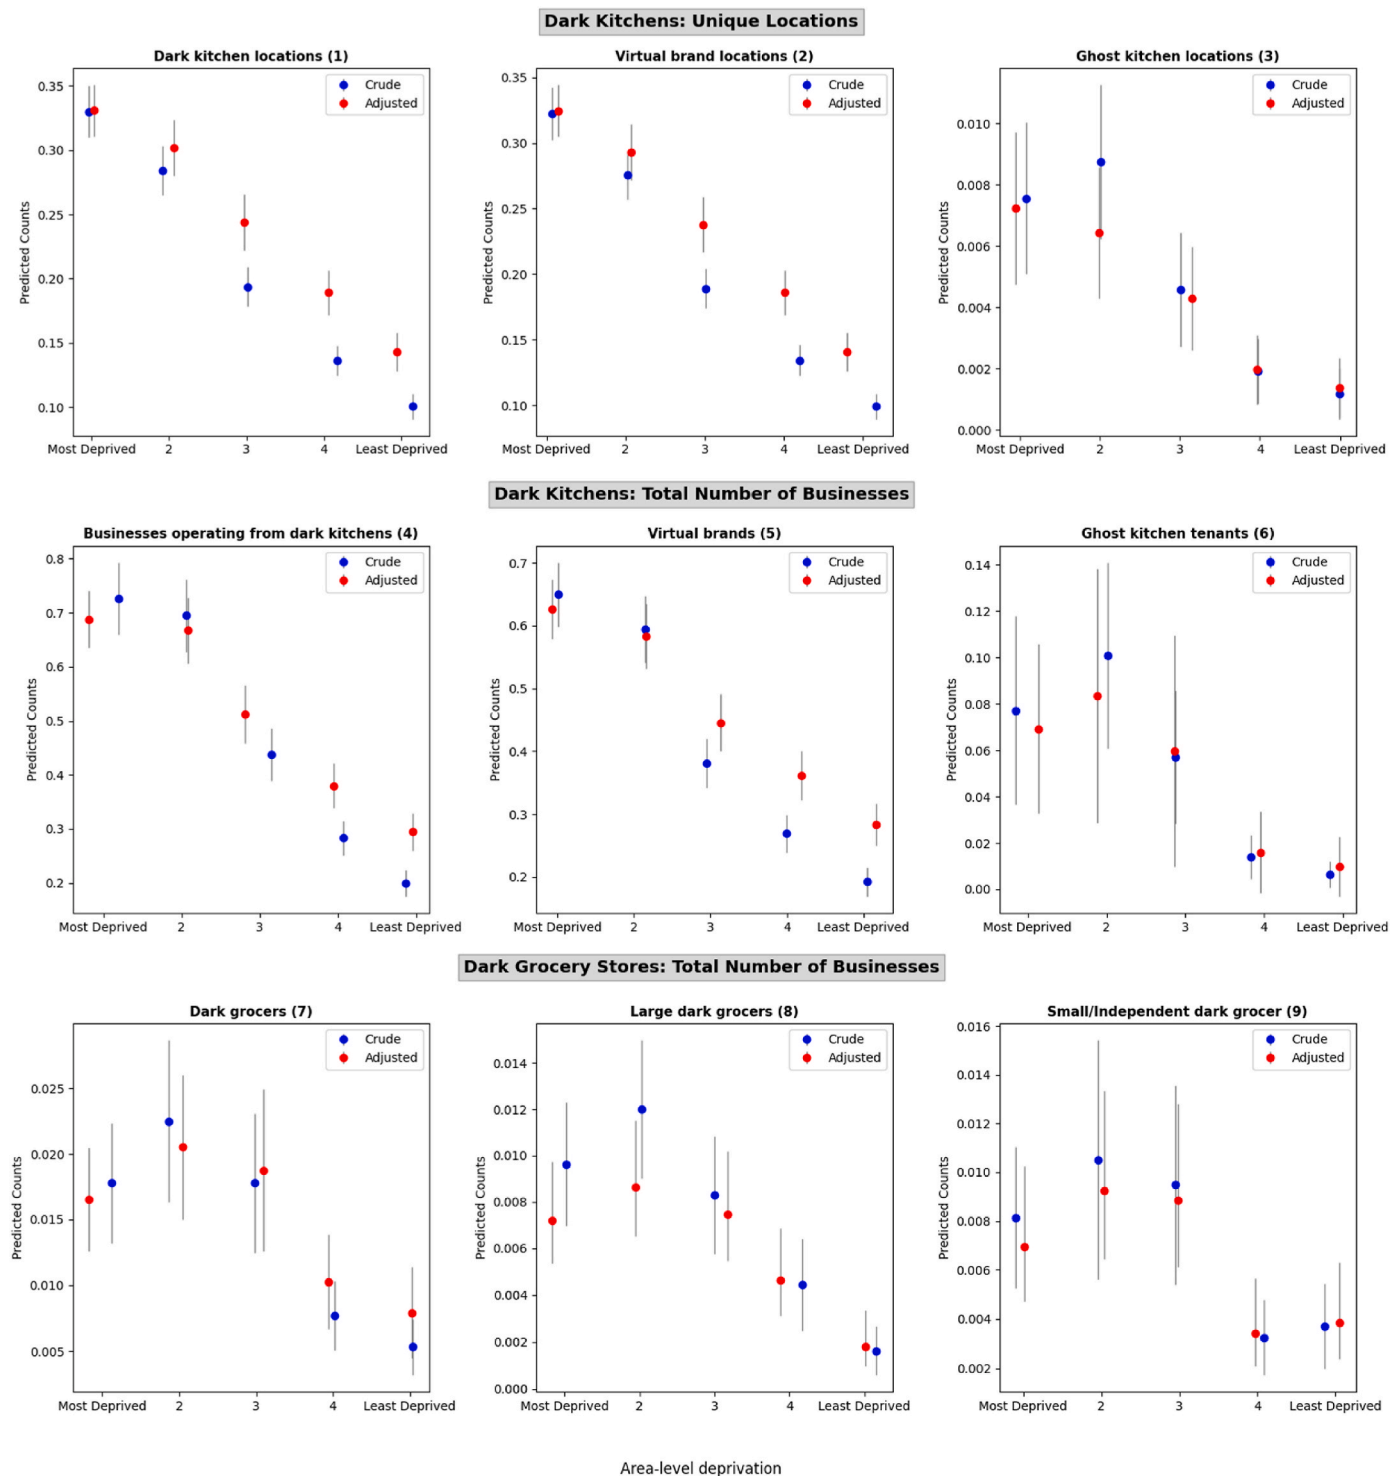 Dark Kitchens: Unique Locations
Dark kitchen locations (1)
Crude
Adjusted
Predicted Counts
0.35
0.30
0.25
0.20
0.15
0.10
Most Deprived 2 3 4 Least Deprived
Virtual brand locations (2)
Crude
Adjusted
Predicted Counts
0.35
0.30
0.25
0.20
0.15
0.10
Most Deprived 2 3 4 Least Deprived
Ghost kitchen locations (3)
Crude
Adjusted
Predicted Counts
0.010
0.008
0.006
0.004
0.002
0.000
Most Deprived 2 3 4 Least Deprived
Dark Kitchens: Total Number of Businesses
Businesses operating from dark kitchens (4)
Crude
Adjusted
Predicted Counts
0.8
0.7
0.6
0.5
0.4
0.3
0.2
Most Deprived 2 3 4 Least Deprived
Virtual brands (5)
Crude
Adjusted
Predicted Counts
0.7
0.6
0.5
0.4
0.3
0.2
Most Deprived 2 3 4 Least Deprived
Ghost kitchen tenants (6)
Crude
Adjusted
Predicted Counts
0.14
0.12
0.10
0.08
0.06
0.04
0.02
0.00
Most Deprived 2 3 4 Least Deprived
Dark Grocery Stores: Total Number of Businesses
Dark grocers (7)
Crude
Adjusted
Predicted Counts
0.025
0.020
0.015
0.010
0.005
Most Deprived 2 3 4 Least Deprived
Large dark grocers (8)
Crude
Adjusted
Predicted Counts
0.014
0.012
0.010
0.008
0.006
0.004
0.002
0.000
Most Deprived 2 3 4 Least Deprived
Small/Independent dark grocer (9)
Crude
Adjusted
Predicted Counts
0.016
0.014
0.012
0.010
0.008
0.006
0.004
0.002
Most Deprived 2 3 4 Least Deprived
Area-level deprivation